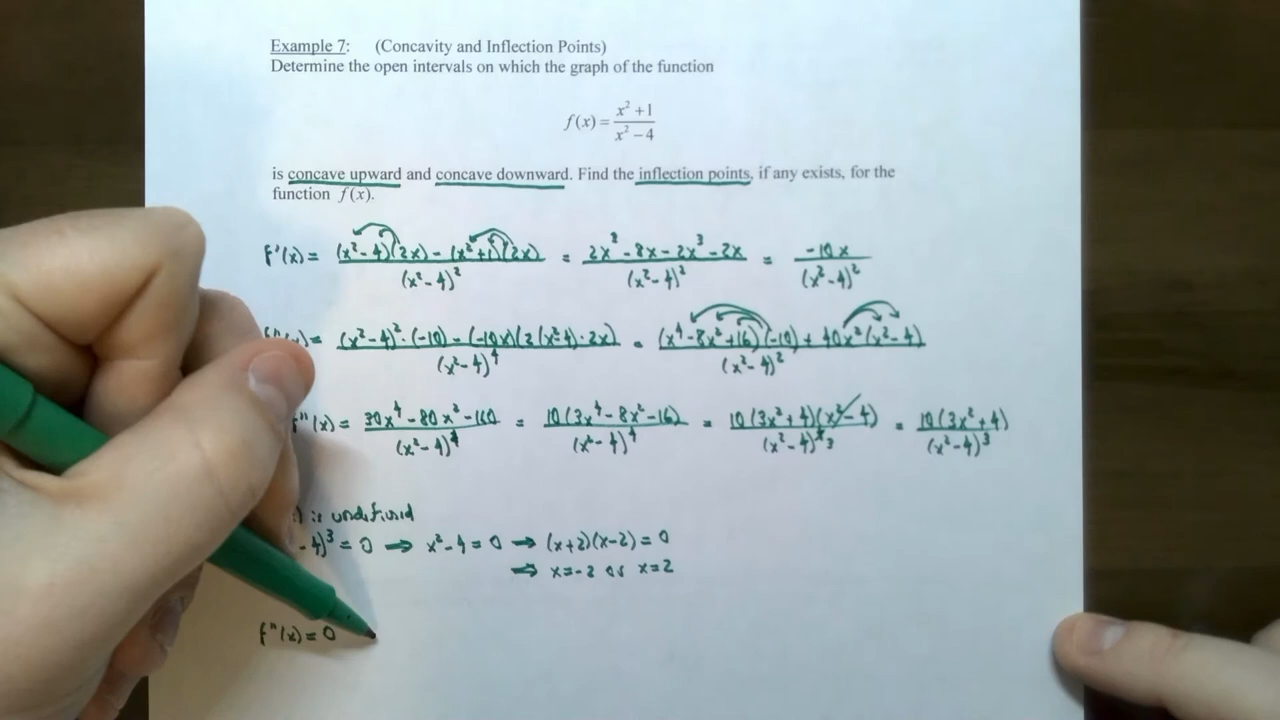 Example 7: (Concavity and Inflection Points)
Determine the open intervals on which the graph of the function
f(x) = (x² + 1)/(x² − 4)
is concave upward and concave downward. Find the inflection points, if any exists, for the
function f(x).
f'(x) = ((x²-4)(2x) - (x²+1)(2x))/(x²-4)² = (2x³ - 8x - 2x³ - 2x)/(x²-4)² = -10x/(x²-4)²
= ((x²-4)²·(-10) - (-10x)(2(x²-4)·2x))/(x²-4)⁴ = ((x⁴-8x²+16)(-10) + 40x²(x²-4))/(x²-4)²
"(x) = (30x⁴ - 80x² - 160)/(x²-4)⁴ = 10(3x⁴ - 8x² - 16)/(x²-4)⁴ = 10(3x²+4)(x²-4)/(x²-4)⁴ 3 = 10(3x²+4)/(x²-4)³
) is undefined
- 4)³ = 0 ⇒ x²-4 = 0 → (x+2)(x-2) = 0
⇒ x=-2 or x=2
f"(x) = 0